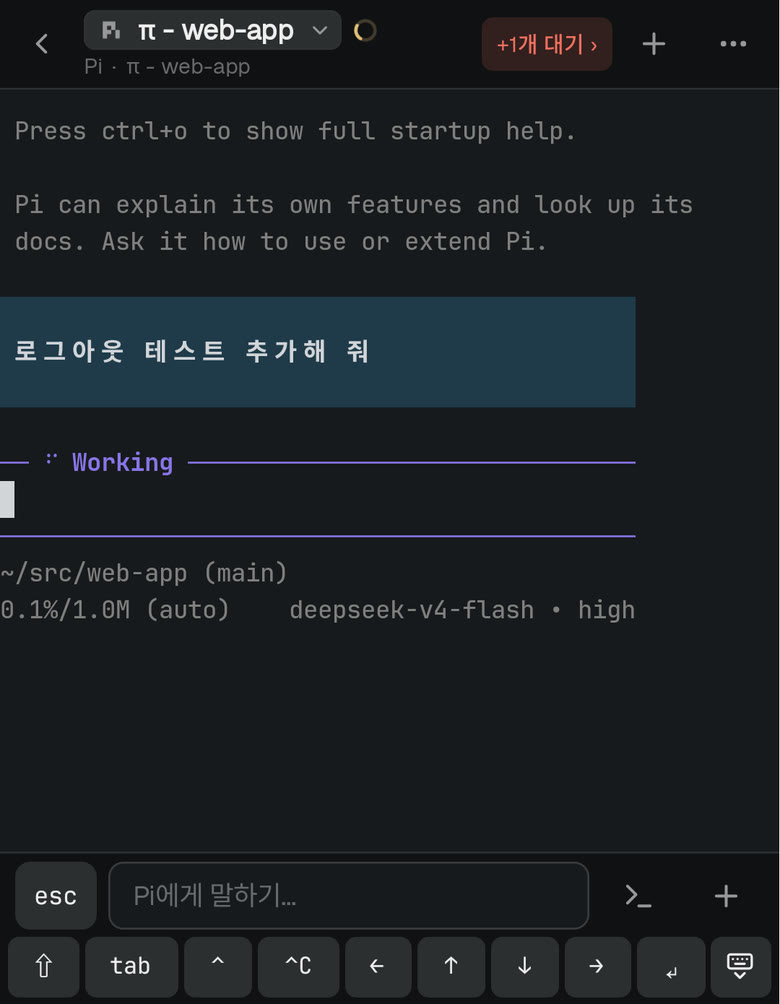 π - web-app
+1개 대기 ›
Pi · π - web-app
Press ctrl+o to show full startup help.
Pi can explain its own features and look up its
docs. Ask it how to use or extend Pi.
로그아웃 테스트 추가해 줘
Working
~/src/web-app (main)
0.1%/1.0M (auto) deepseek-v4-flash • high
esc
Pi에게 말하기...
tab ^ ^C ← ↑ ↓ →